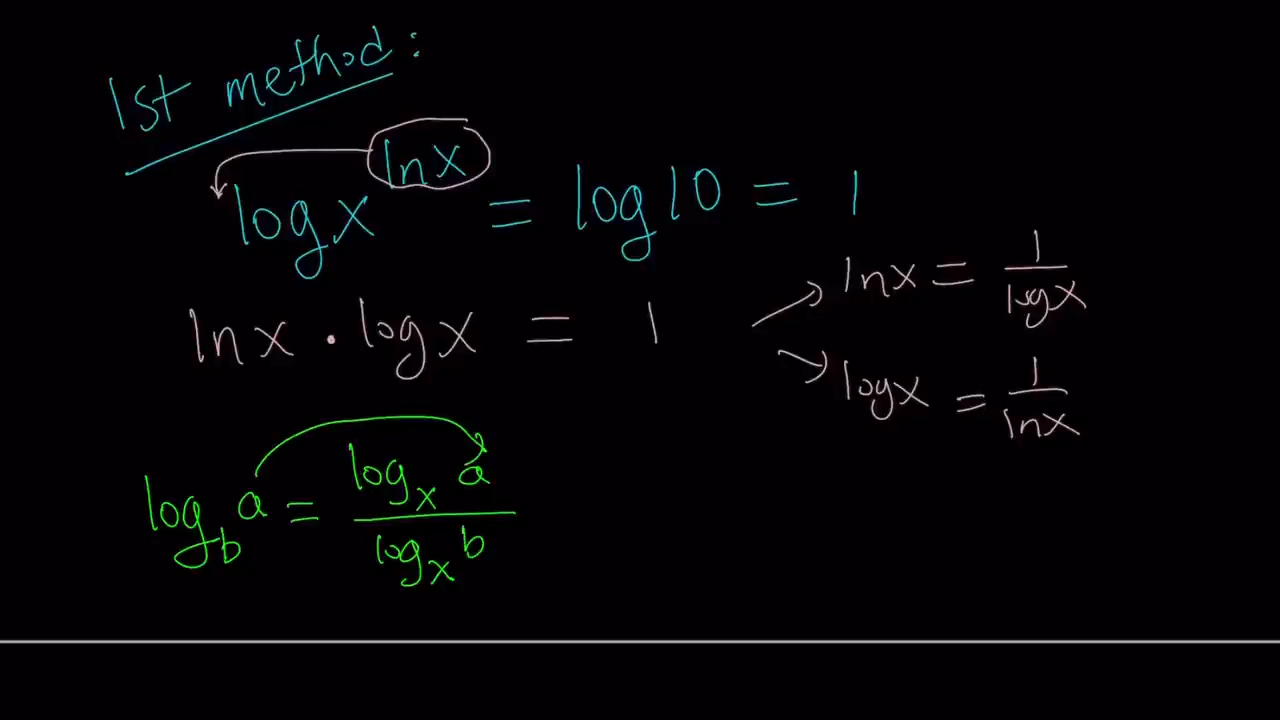 1st method:
log x^ln x = log 10 = 1
ln x · log x = 1
ln x = 1/log x
log x = 1/ln x
log_b a = log_x a / log_x b